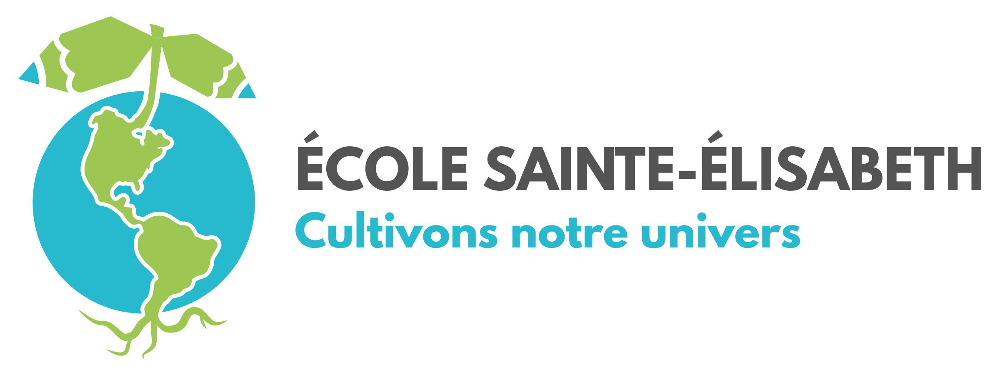 ÉCOLE SAINTE-ÉLISABETH
Cultivons notre univers